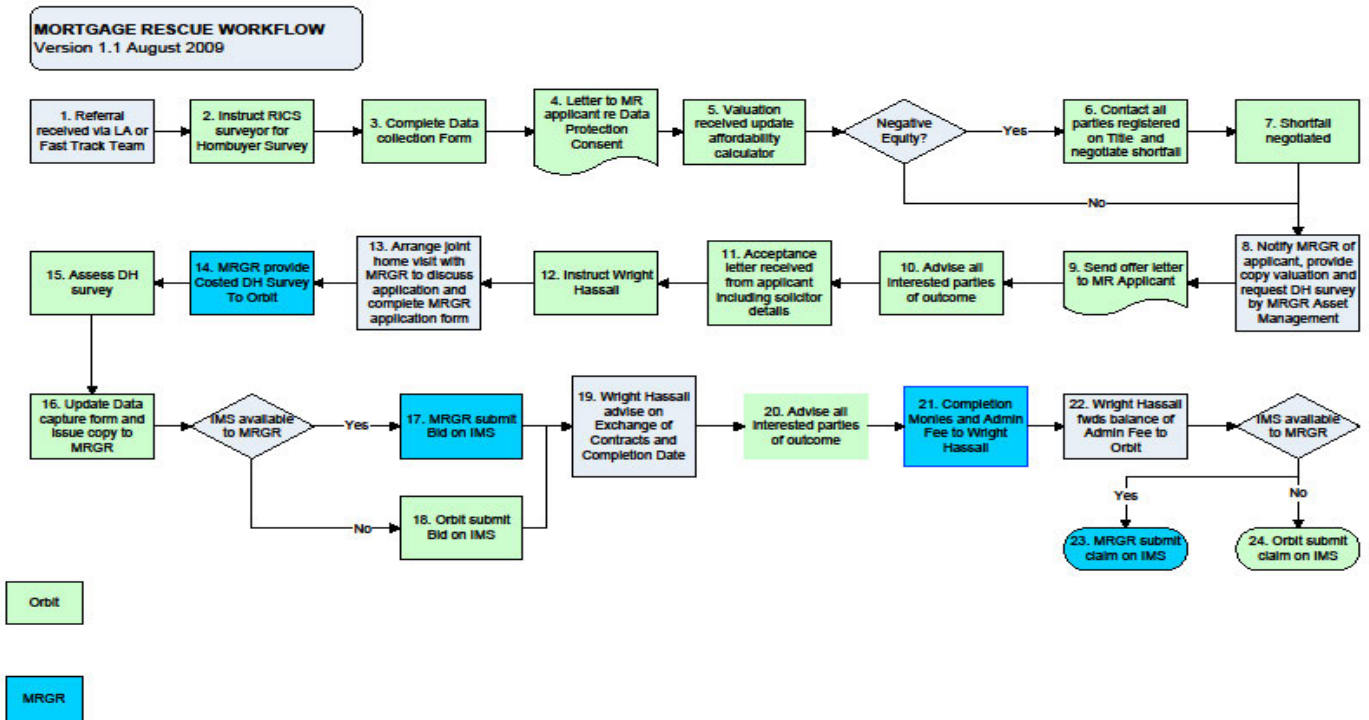 MORTGAGE RESCUE WORKFLOW
Version 1.1 August 2009
1. Referral
received via LA or
Fast Track Team
2. Instruct RICS
surveyor for
Hombuyer Survey
3. Complete Data
collection Form
4. Letter to MR
applicant re Data
Protection
Consent
5. Valuation
received update
affordability
calculator
Negative
Equity?
Yes
6. Contact all
parties registered
on Title and
negotiate shortfall
7. Shortfall
negotiated
No
8. Notify MRGR of
applicant, provide
copy valuation and
request DH survey
by MRGR Asset
Management
9. Send offer letter
to MR Applicant
10. Advise all
Interested parties
of outcome
11. Acceptance
letter received
from applicant
Including solicitor
details
12. Instruct Wright
Hassall
13. Arrange joint
home visit with
MRGR to discuss
application and
complete MRGR
application form
14. MRGR provide
Costed DH Survey
To Orbit
15. Assess DH
survey
16. Update Data
capture form and
Issue copy to
MRGR
IMS available
to MRGR
Yes
17. MRGR submit
Bid on IMS
No
18. Orbit submit
Bid on IMS
19. Wright Hassall
advise on
Exchange of
Contracts and
Completion Date
20. Advise all
Interested parties
of outcome
21. Completion
Monies and Admin
Fee to Wright
Hassall
22. Wright Hassall
fwds balance of
Admin Fee to
Orbit
IMS available
to MRGR
Yes
No
23. MRGR submit
claim on IMS
24. Orbit submit
claim on IMS
Orbit
MRGR